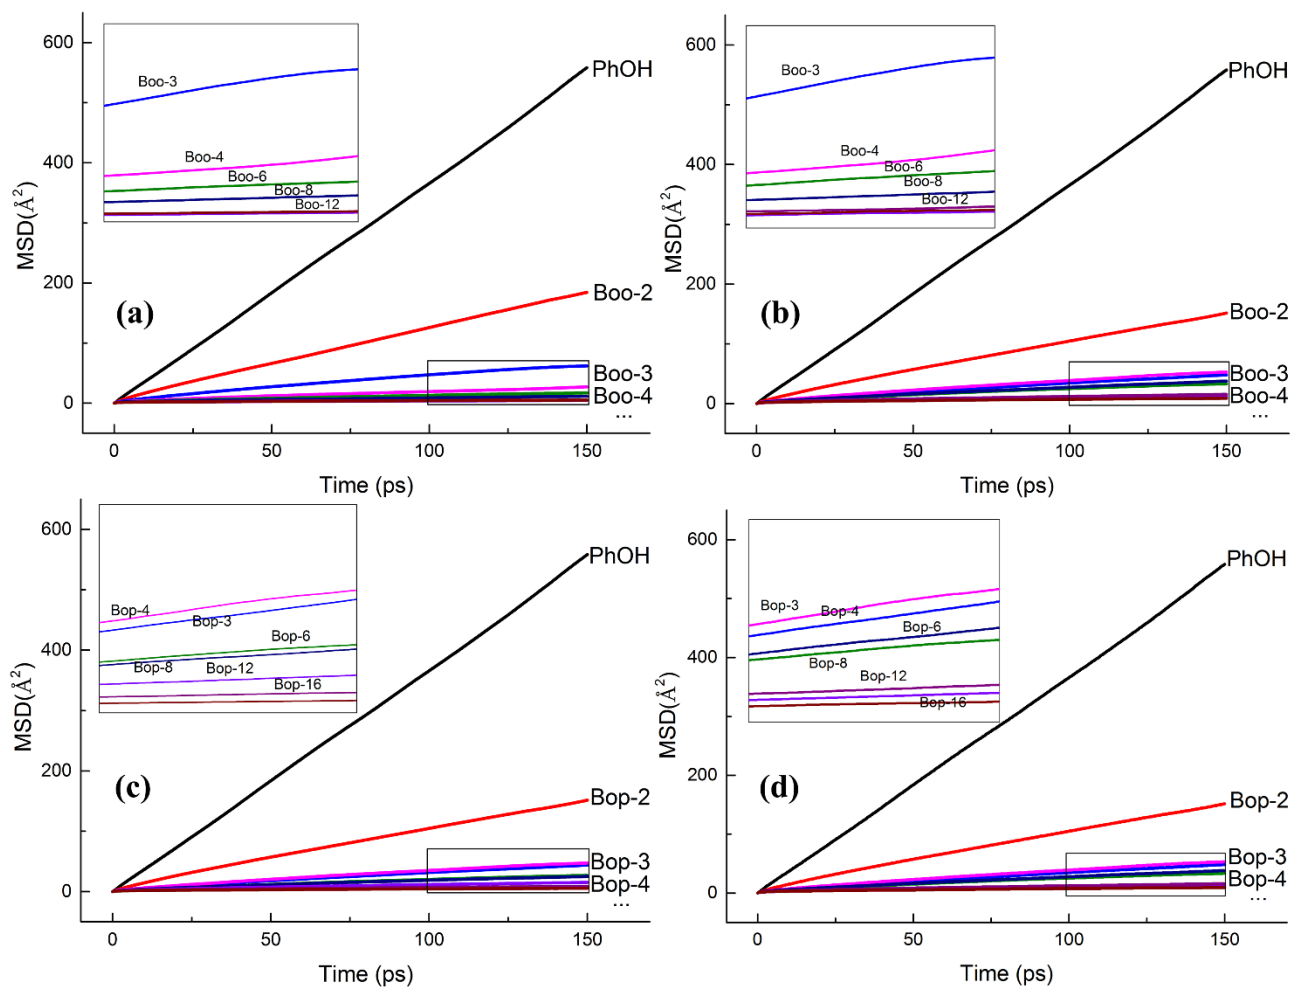 600
400
200
0
MSD(Å²)
0
50
100
150
Time (ps)
(a)
PhOH
Boo-2
Boo-3
Boo-4
...
Boo-3
Boo-4
Boo-6
Boo-8
Boo-12
600
400
200
0
MSD(Å²)
0
50
100
150
Time (ps)
(b)
PhOH
Boo-2
Boo-3
Boo-4
...
Boo-3
Boo-4
Boo-6
Boo-8
Boo-12
600
400
200
0
MSD(Å²)
0
50
100
150
Time (ps)
(c)
PhOH
Bop-2
Bop-3
Bop-4
...
Bop-4
Bop-3
Bop-6
Bop-8
Bop-12
Bop-16
600
400
200
0
MSD(Å²)
0
50
100
150
Time (ps)
(d)
PhOH
Bop-2
Bop-3
Bop-4
...
Bop-3
Bop-4
Bop-6
Bop-8
Bop-12
Bop-16